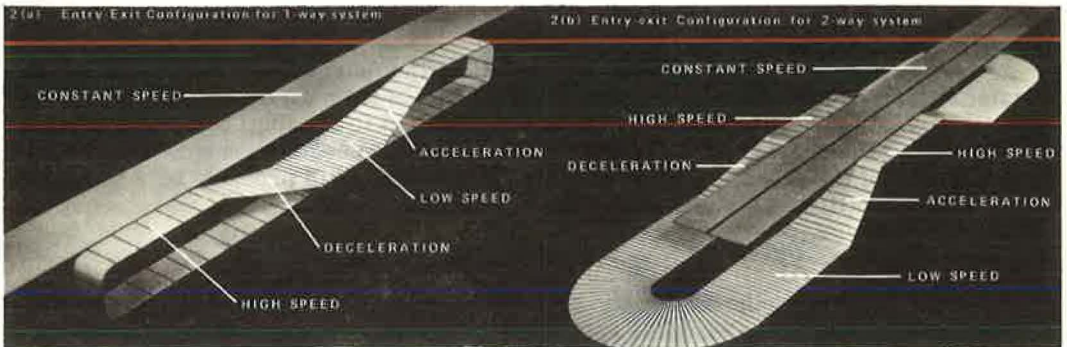 2(a) Entry Exit Configuration for 1-way system
CONSTANT SPEED
ACCELERATION
LOW SPEED
DECELERATION
HIGH SPEED
2(b) Entry exit Configuration for 2-way system
CONSTANT SPEED
HIGH SPEED
HIGH SPEED
DECELERATION
ACCELERATION
LOW SPEED